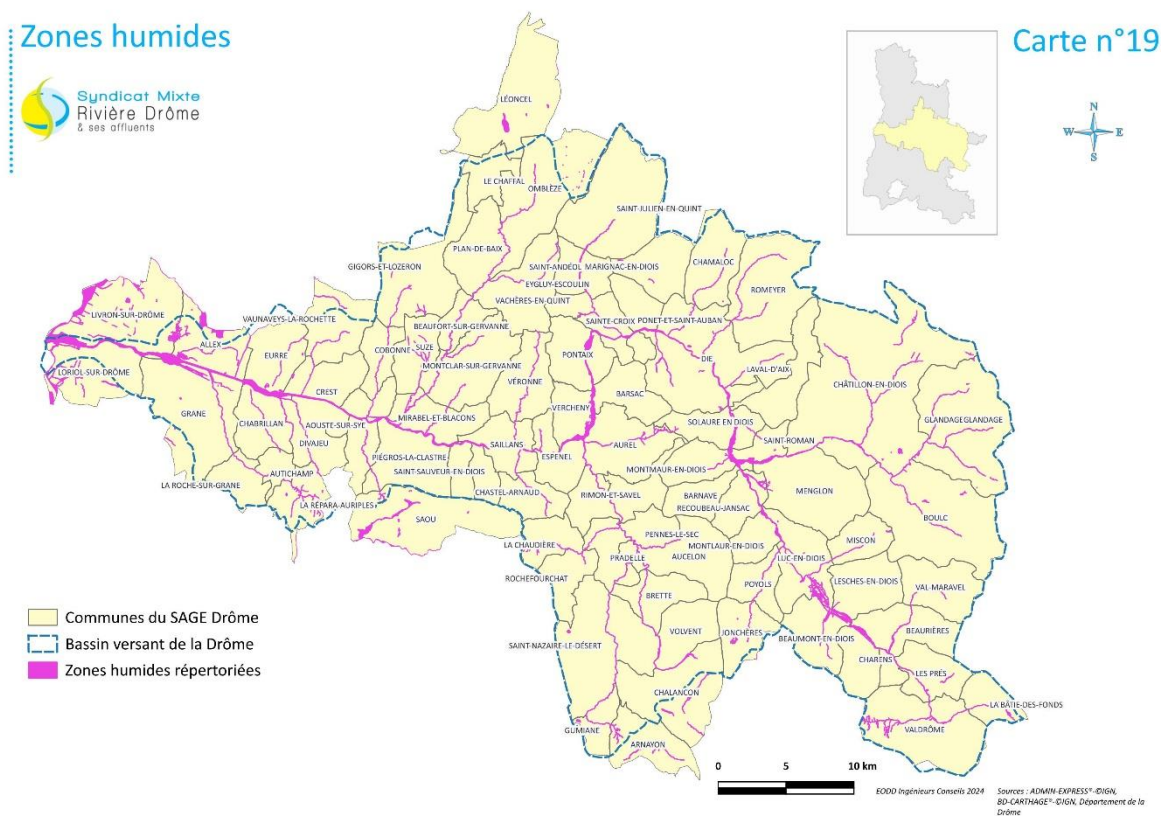 Zones humides
Carte n°19
Syndicat Mixte
Rivière Drôme
& ses affluents
N
W
E
S
LÉONCEL
LE CHAFFAL
OMBLÈZE
SAINT-JULIEN-EN-QUINT
PLAN-DE-BAIX
GIGORS-ET-LOZERON
SAINT-ANDÉOL
MARIGNAC-EN-DIOIS
CHAMALOC
EYGLUY-ESCOULIN
ROMEYER
VACHÈRES-EN-QUINT
LIVRON-SUR-DRÔME
VAUNAVEYS-LA-ROCHETTE
SAINTE-CROIX
PONET-ET-SAINT-AUBAN
BEAUFORT-SUR-GERVANNE
ALLEX
SUZE
COBONNE
EURRE
PONTAIX
DIE
MONTCLAR-SUR-GERVANNE
LAVAL-D'AIX
LORIOL-SUR-DRÔME
VÉRONNE
CHÂTILLON-EN-DIOIS
CREST
BARSAC
GRANE
VERCHENY
MIRABEL-ET-BLACONS
GLANDAGE
GLANDAGE
CHABRILLAN
AOUSTE-SUR-SYE
SOLAURE EN DIOIS
DIVAJEU
SAILLANS
AUREL
SAINT-ROMAN
PIÉGROS-LA-CLASTRE
ESPENEL
AUTICHAMP
SAINT-SAUVEUR-EN-DIOIS
MONTMAUR-EN-DIOIS
LA ROCHE-SUR-GRANE
CHASTEL-ARNAUD
RIMON-ET-SAVEL
MENGLON
BARNAVE
LA RÉPARA-AURIPLES
RECOUBEAU-JANSAC
SAOU
BOULC
PENNES-LE-SEC
MISCON
LA CHAUDIÈRE
MONTLAUR-EN-DIOIS
PRADELLE
AUCELON
LUC-EN-DIOIS
ROCHEFOURCHAT
POYOLS
LESCHES-EN-DIOIS
VAL-MARAVEL
BRETTE
VOLVENT
JONCHÈRES
BEAURIÈRES
BEAUMONT-EN-DIOIS
SAINT-NAZAIRE-LE-DÉSERT
CHARENS
LES PRÉS
CHALANCON
LA BÂTIE-DES-FONDS
GUMIANE
VALDRÔME
ARNAYON
Communes du SAGE Drôme
Bassin versant de la Drôme
Zones humides répertoriées
0
5
10 km
EODD Ingénieurs Conseils 2024
Sources : ADMIN-EXPRESS®-©IGN,
BD-CARTHAGE®-©IGN, Département de la
Drôme